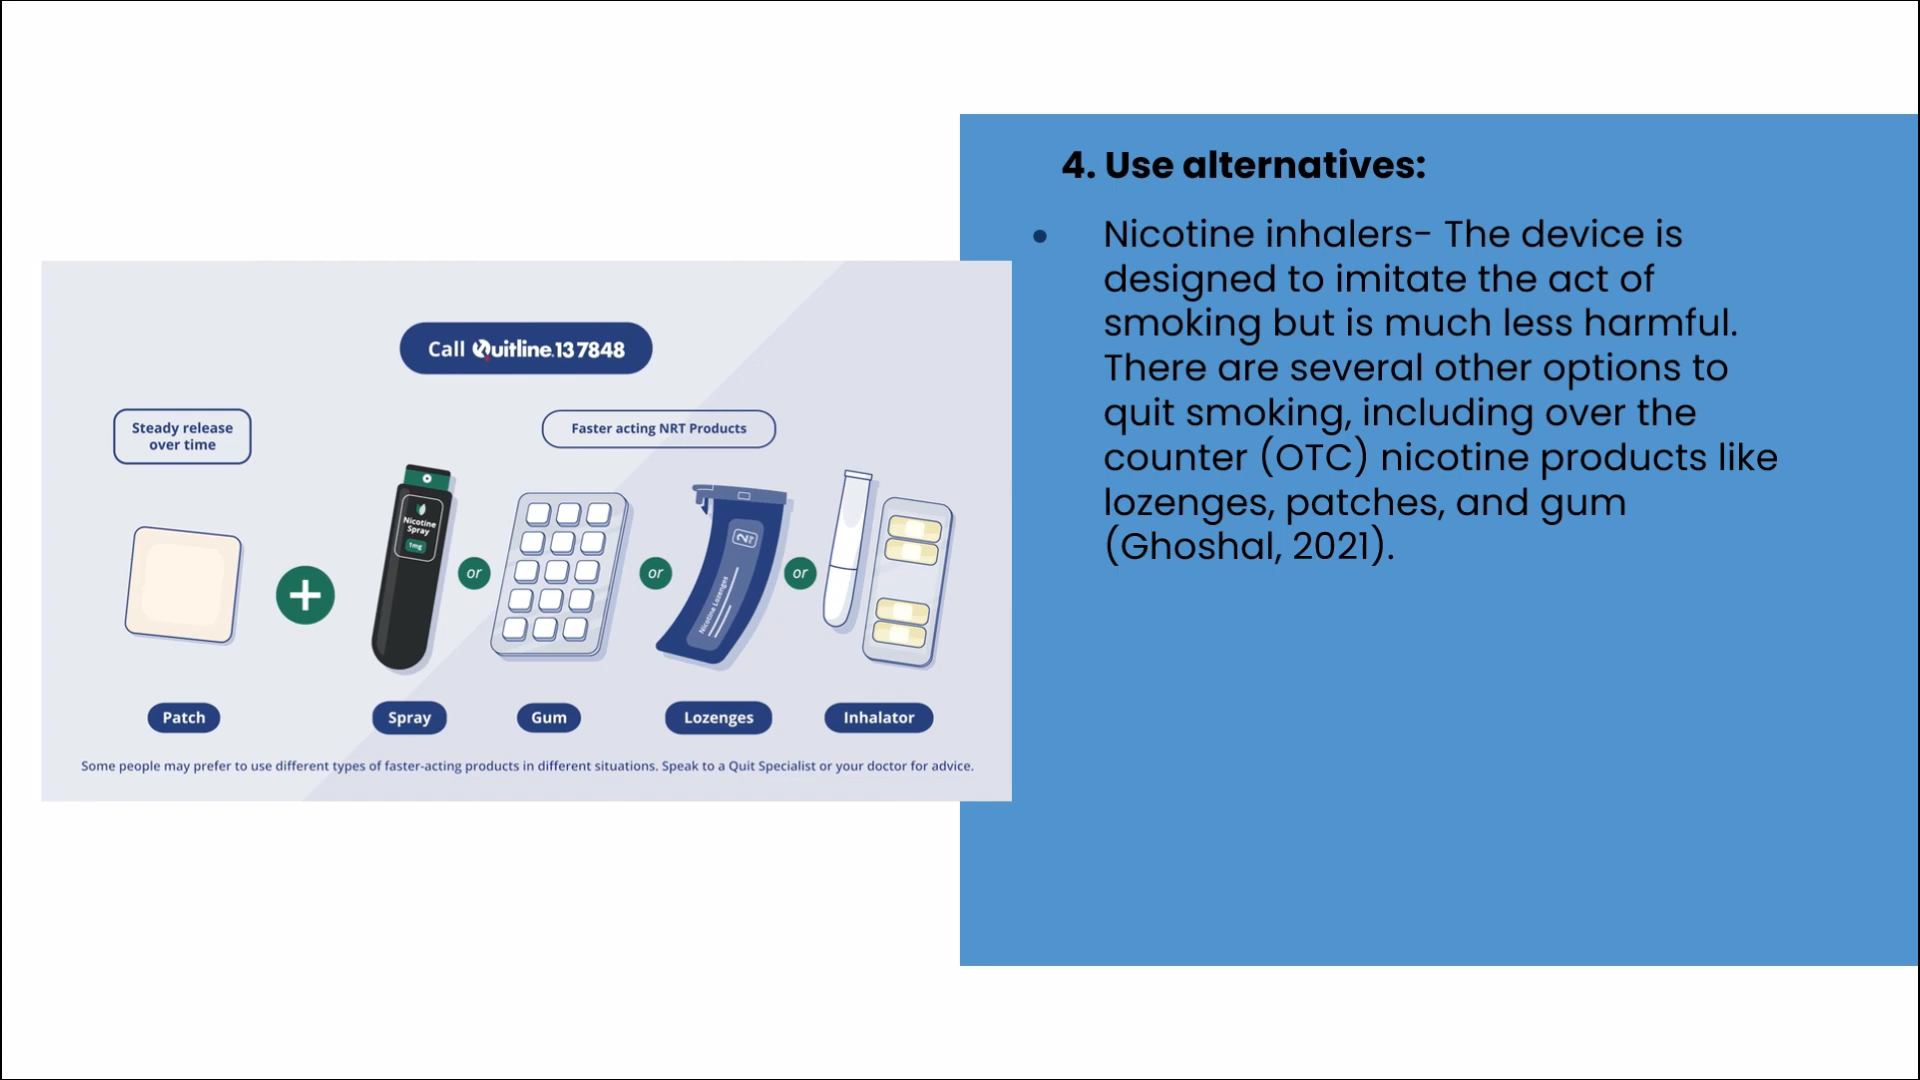 4. Use alternatives:
• Nicotine inhalers- The device is
designed to imitate the act of
smoking but is much less harmful.
There are several other options to
quit smoking, including over the
counter (OTC) nicotine products like
lozenges, patches, and gum
(Ghoshal, 2021).
Call Quitline 13 7848
Steady release
over time
Faster acting NRT Products
Nicotine
Spray
1mg
or
or
or
2mg
Nicotine Lozenges
Patch
Spray
Gum
Lozenges
Inhalator
Some people may prefer to use different types of faster-acting products in different situations. Speak to a Quit Specialist or your doctor for advice.